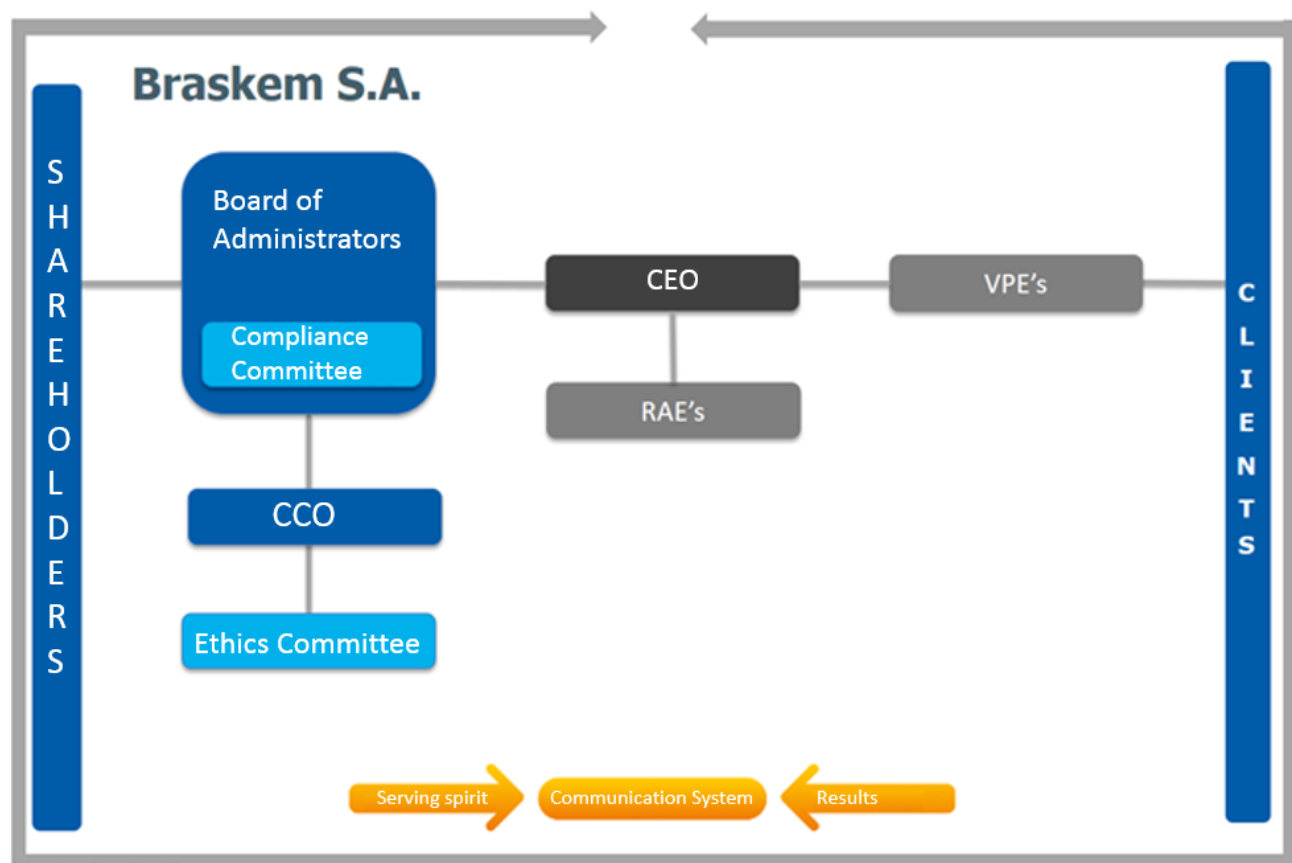 Braskem S.A.
SHAREHOLDERS
Board of
Administrators
Compliance
Committee
CEO
VPE's
RAE's
CCO
Ethics Committee
CLIENTS
Serving spirit
Communication System
Results